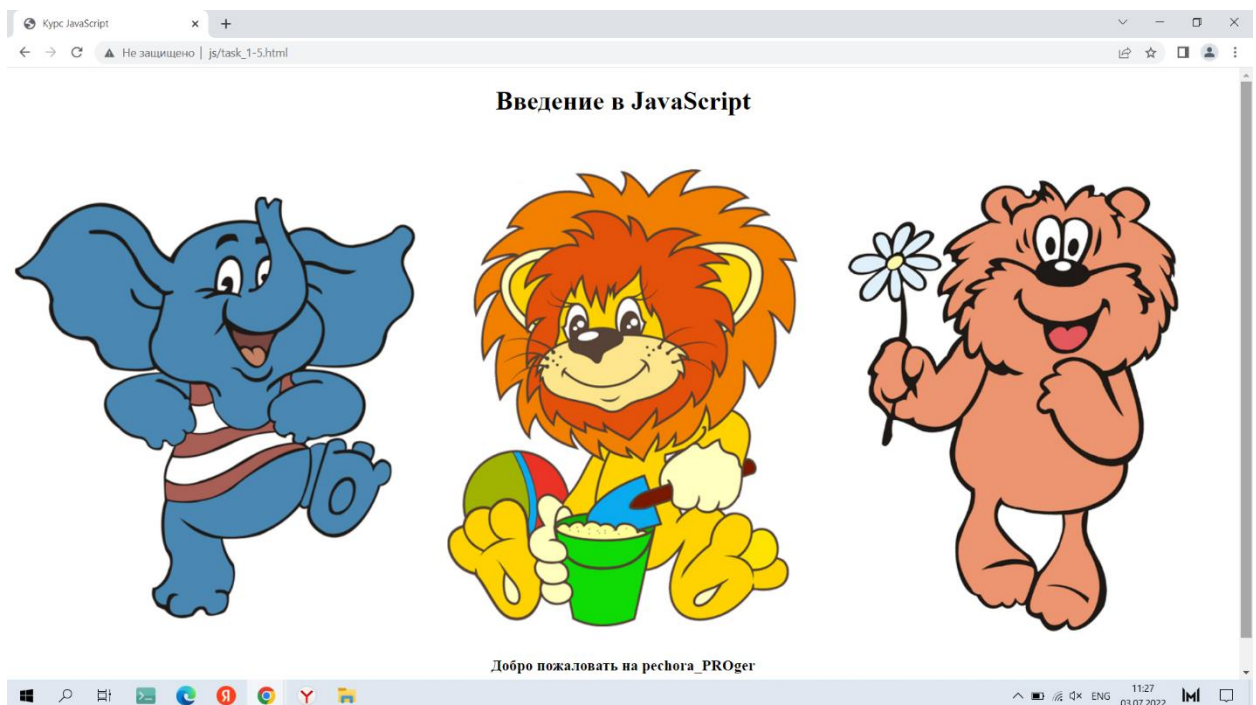 Курс JavaScript
Не защищено | js/task_1-5.html
Введение в JavaScript
Добро пожаловать на pechora_PROger
ENG
11:27
03.07.2022